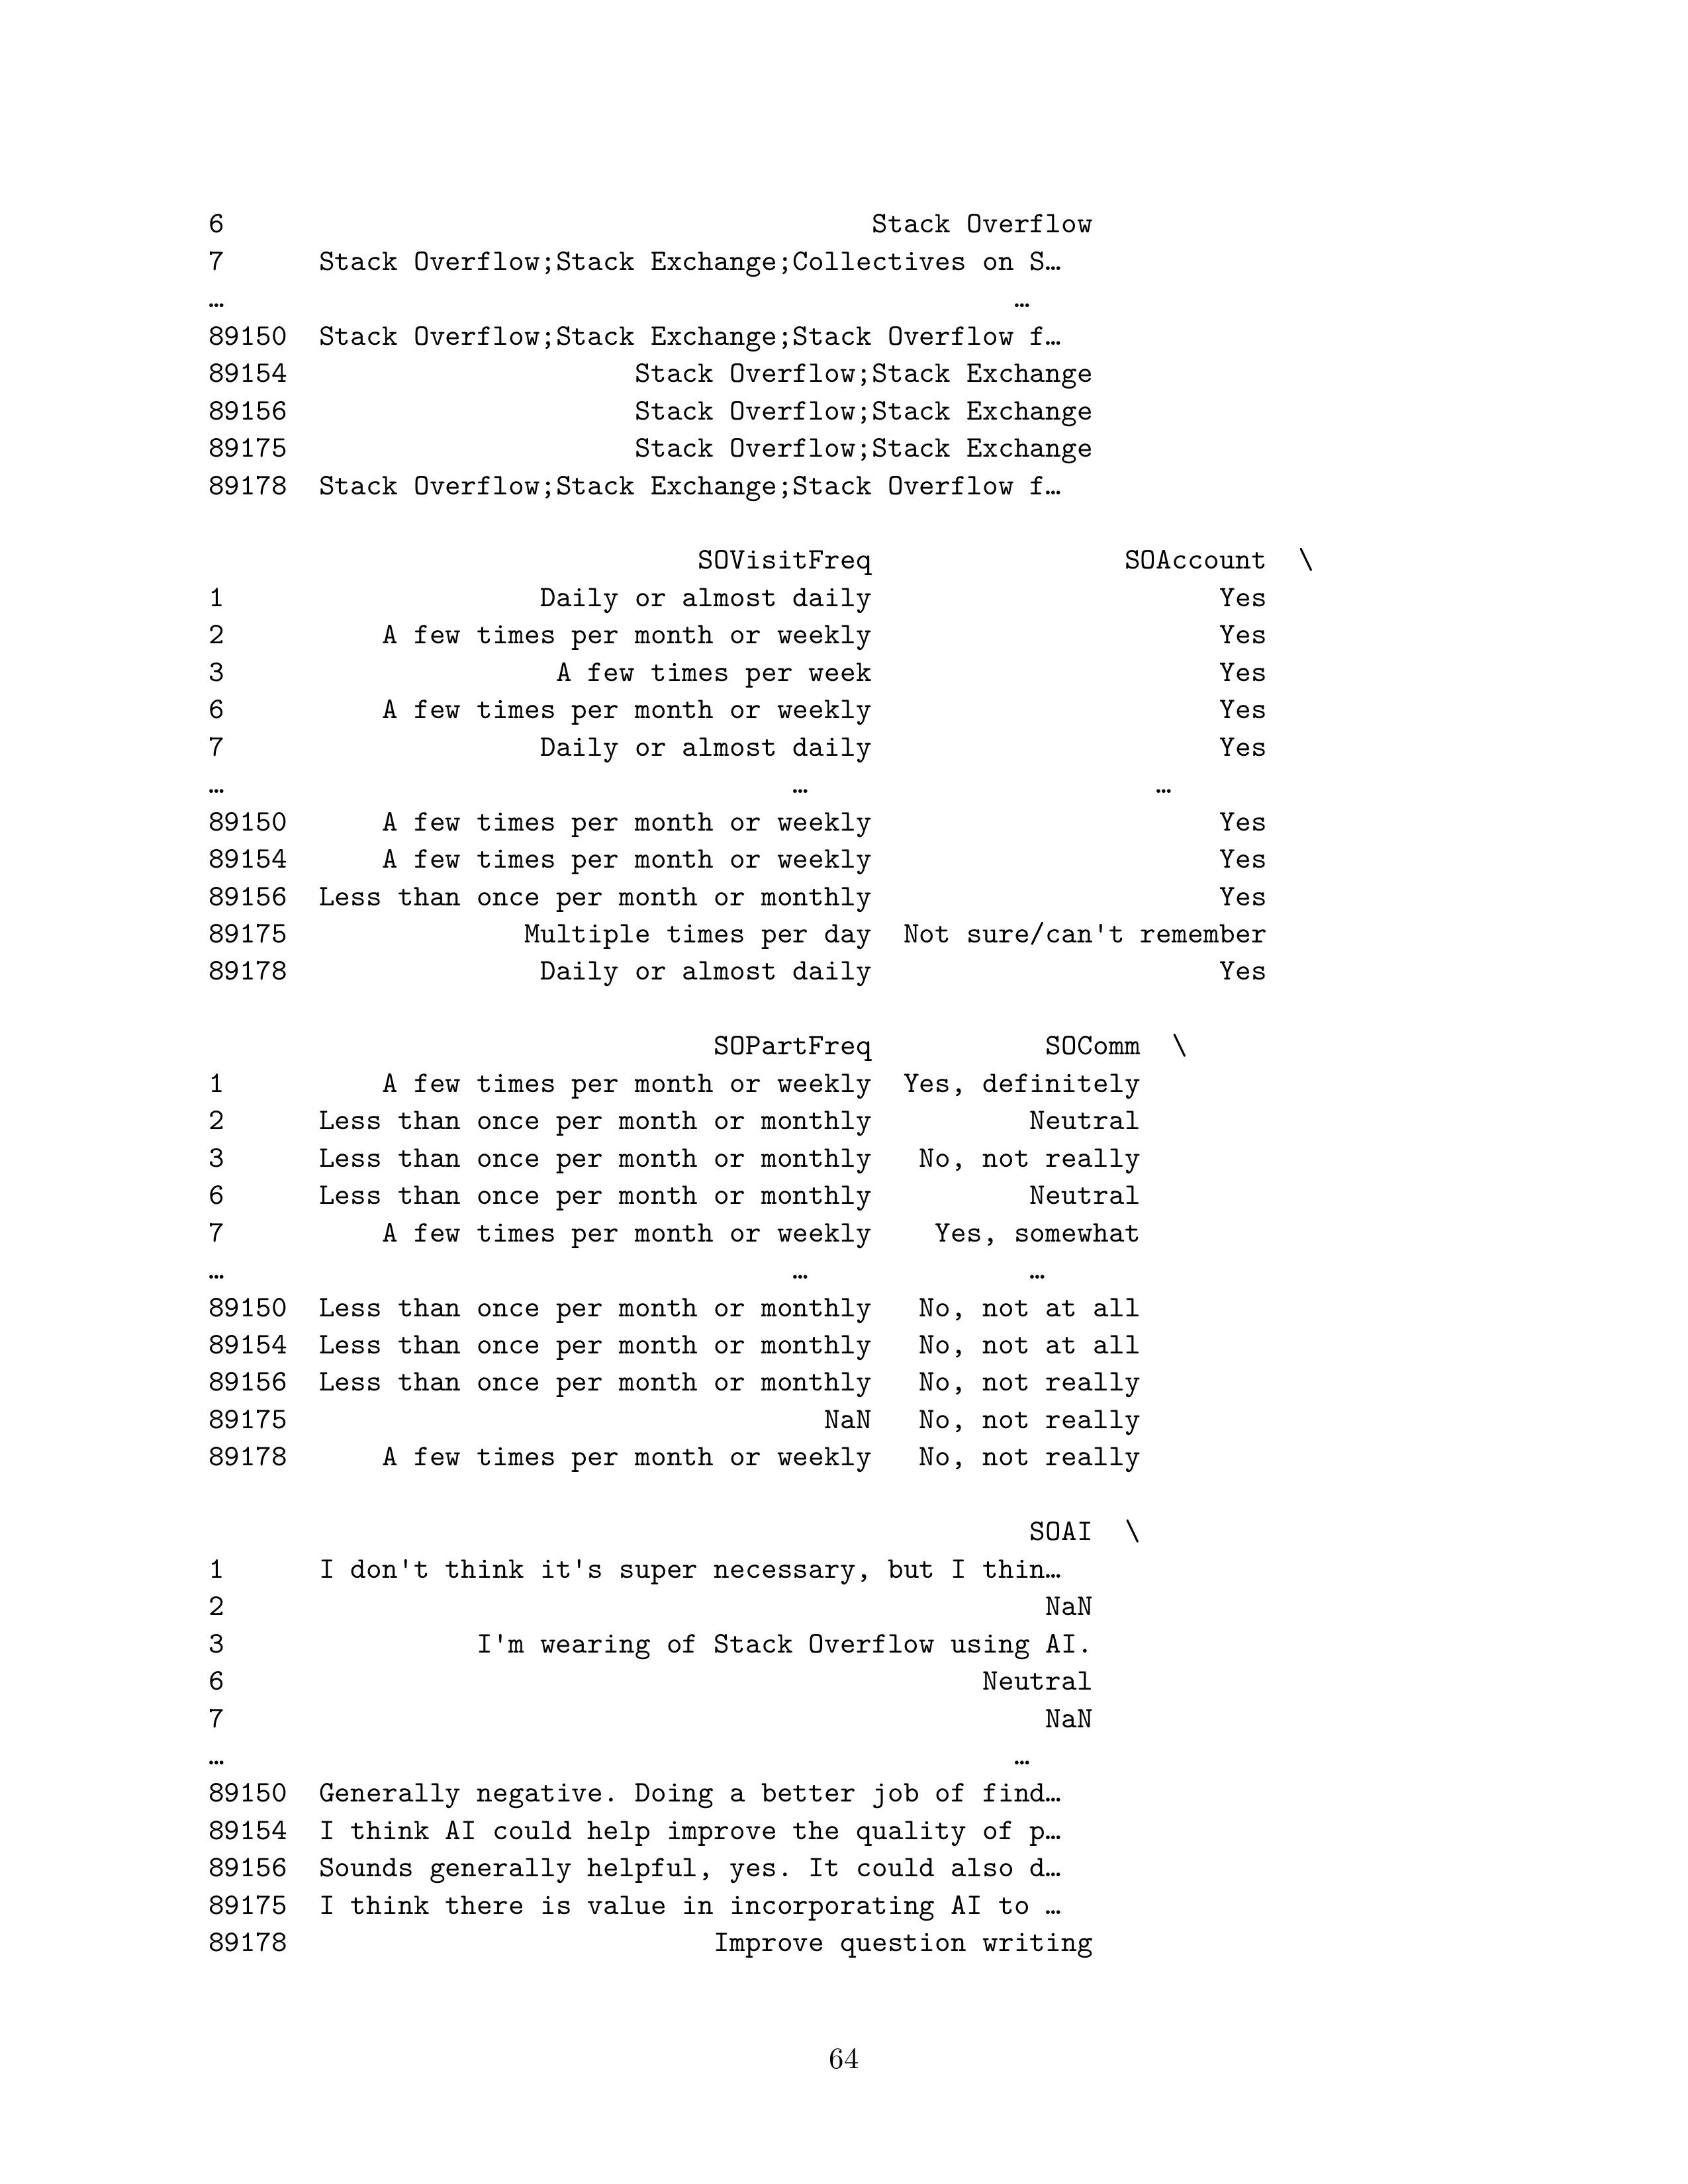 6                                         Stack Overflow
7      Stack Overflow;Stack Exchange;Collectives on S…
…                                                  …
89150  Stack Overflow;Stack Exchange;Stack Overflow f…
89154                      Stack Overflow;Stack Exchange
89156                      Stack Overflow;Stack Exchange
89175                      Stack Overflow;Stack Exchange
89178  Stack Overflow;Stack Exchange;Stack Overflow f…
                               SOVisitFreq                SOAccount  \
1                    Daily or almost daily                      Yes
2          A few times per month or weekly                      Yes
3                     A few times per week                      Yes
6          A few times per month or weekly                      Yes
7                    Daily or almost daily                      Yes
…                                    …                      …
89150      A few times per month or weekly                      Yes
89154      A few times per month or weekly                      Yes
89156  Less than once per month or monthly                      Yes
89175               Multiple times per day  Not sure/can't remember
89178                Daily or almost daily                      Yes
                                SOPartFreq           SOComm  \
1          A few times per month or weekly  Yes, definitely
2      Less than once per month or monthly          Neutral
3      Less than once per month or monthly   No, not really
6      Less than once per month or monthly          Neutral
7          A few times per month or weekly    Yes, somewhat
…                                    …              …
89150  Less than once per month or monthly   No, not at all
89154  Less than once per month or monthly   No, not at all
89156  Less than once per month or monthly   No, not really
89175                                  NaN   No, not really
89178      A few times per month or weekly   No, not really
                                                    SOAI  \
1      I don't think it's super necessary, but I thin…
2                                                    NaN
3                I'm wearing of Stack Overflow using AI.
6                                                Neutral
7                                                    NaN
…                                                  …
89150  Generally negative. Doing a better job of find…
89154  I think AI could help improve the quality of p…
89156  Sounds generally helpful, yes. It could also d…
89175  I think there is value in incorporating AI to …
89178                           Improve question writing
64